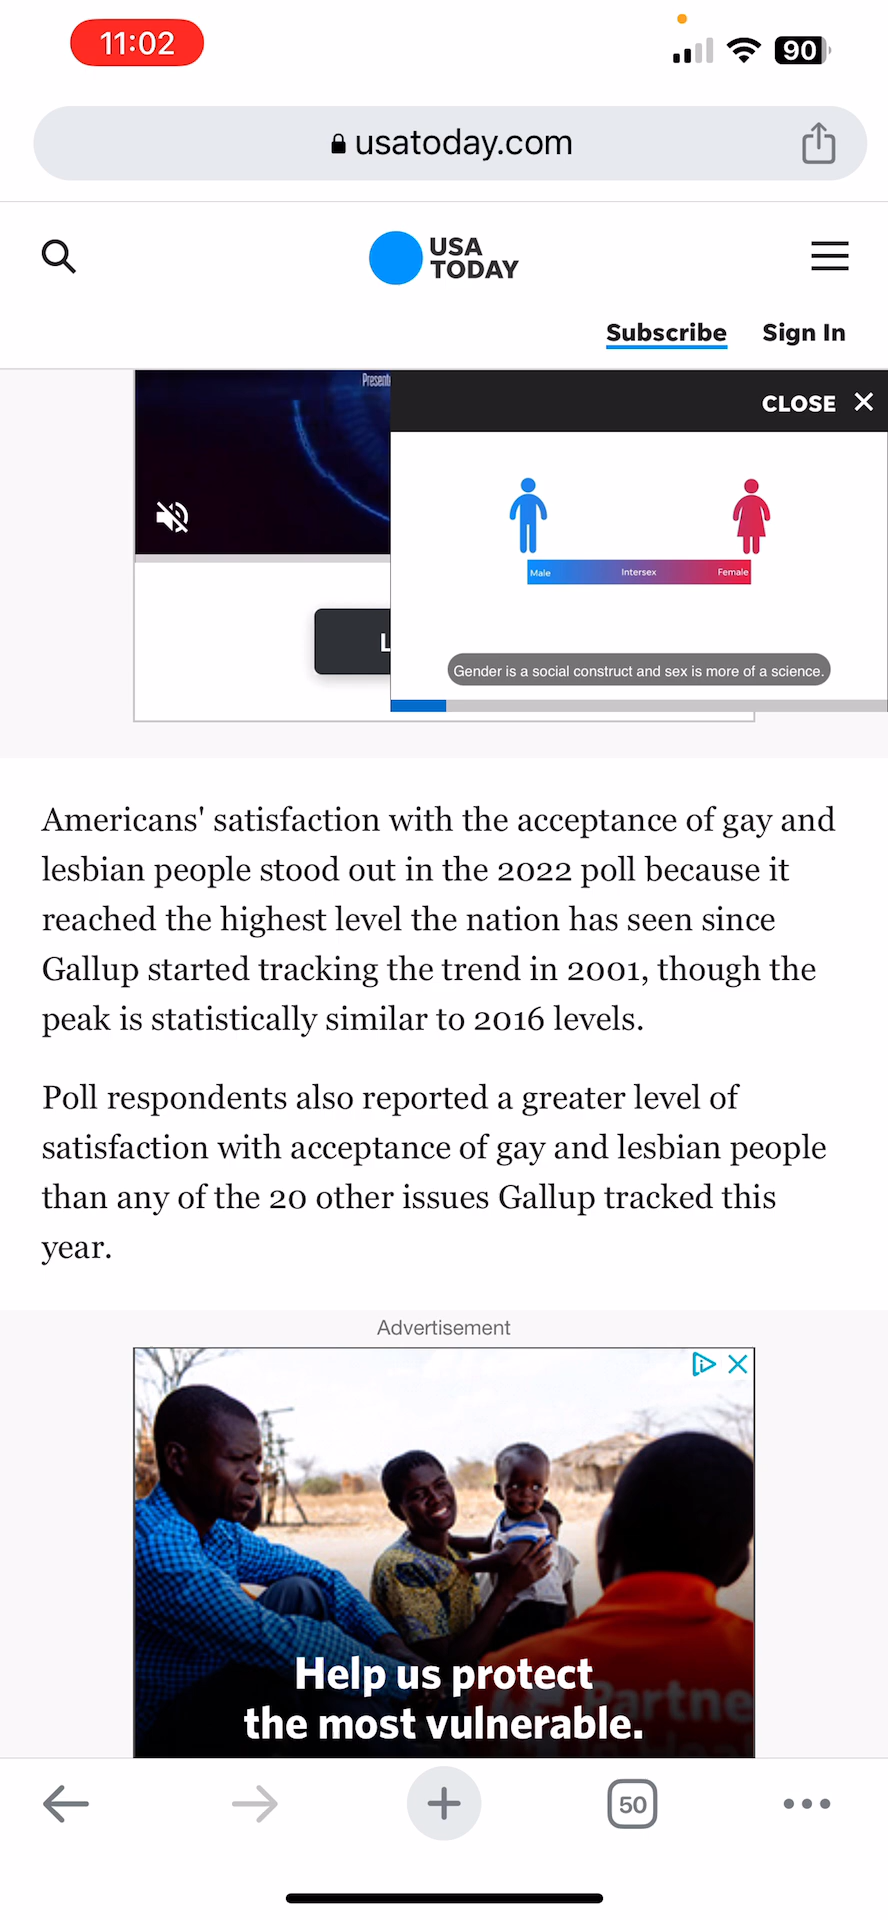 11:02
90
usatoday.com
USA
TODAY
Subscribe
Sign In
Present
CLOSE
Male
Intersex
Female
Gender is a social construct and sex is more of a science.
L
Americans' satisfaction with the acceptance of gay and
lesbian people stood out in the 2022 poll because it
reached the highest level the nation has seen since
Gallup started tracking the trend in 2001, though the
peak is statistically similar to 2016 levels.
Poll respondents also reported a greater level of
satisfaction with acceptance of gay and lesbian people
than any of the 20 other issues Gallup tracked this
year.
Advertisement
Help us protect
the most vulnerable.
Partne
50